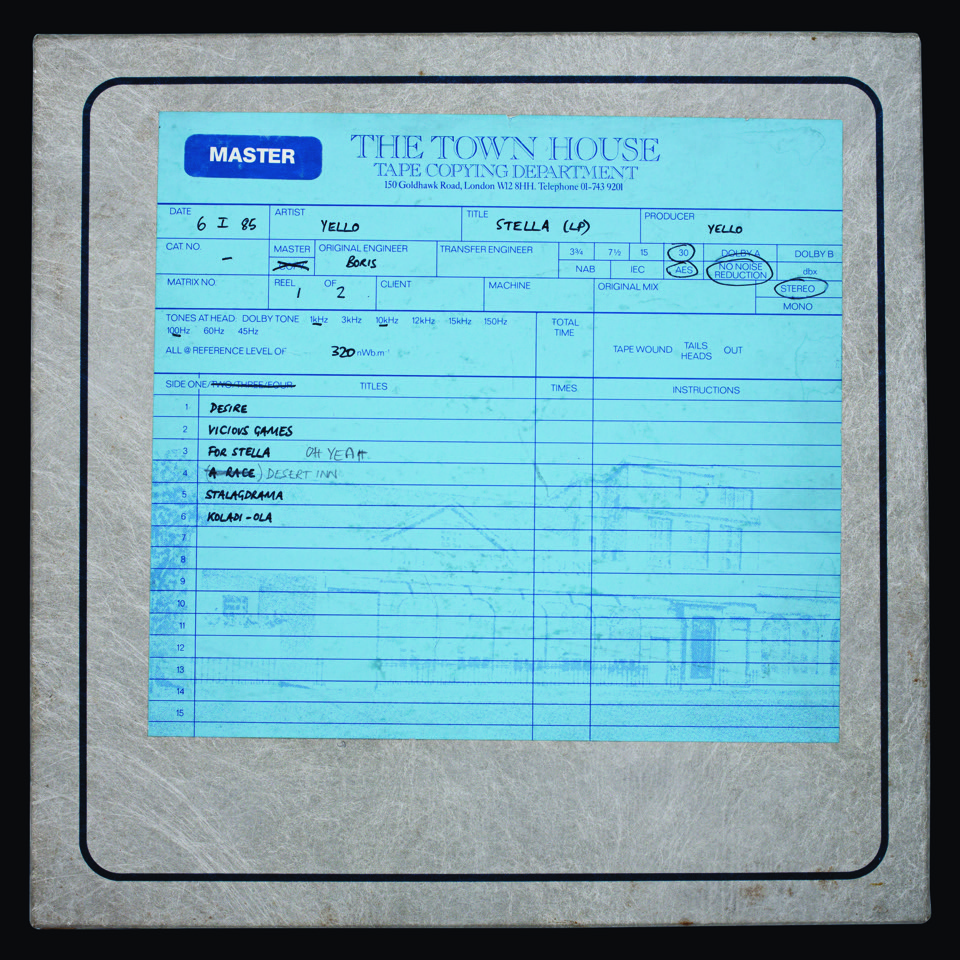 MASTER
THE TOWN HOUSE
TAPE COPYING DEPARTMENT
150 Goldhawk Road, London W12 8HH. Telephone 01-743 9201
DATE 6 I 85 ARTIST YELLO TITLE STELLA (LP) PRODUCER YELLO
CAT NO. – MASTER COPY ORIGINAL ENGINEER BORIS TRANSFER ENGINEER 3¾ 7½ 15 30 DOLBY A DOLBY B
NAB IEC AES NO NOISE REDUCTION dbx
MATRIX NO. REEL 1 OF 2 CLIENT MACHINE ORIGINAL MIX STEREO
MONO
TONES AT HEAD DOLBY TONE 1kHz 3kHz 10kHz 12kHz 15kHz 150Hz
100Hz 60Hz 45Hz
TOTAL TIME
ALL @ REFERENCE LEVEL OF 320 nWb.m⁻¹
TAPE WOUND TAILS HEADS OUT
SIDE ONE/TWO/THREE/FOUR TITLES TIMES INSTRUCTIONS
1 DESIRE
2 VICIOUS GAMES
3 FOR STELLA OH YEAH
4 (A RACE) DESERT INN
5 STALAGDRAMA
6 KOLADI-OLA
7
8
9
10
11
12
13
14
15